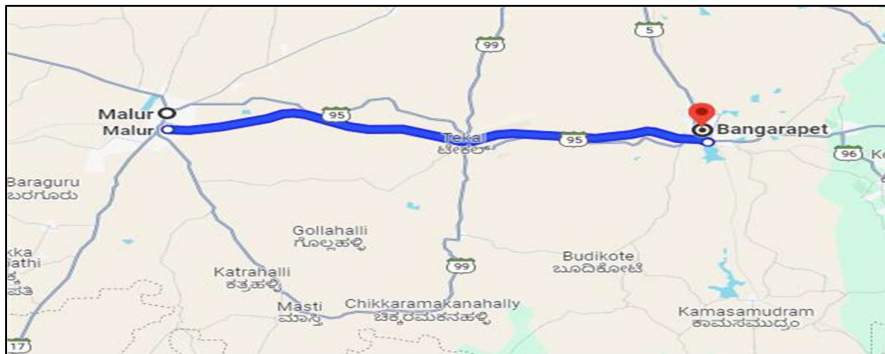 99
5
Malur
Malur
95
Tekal
ಟೇಕಲ್
95
Bangarapet
96
Baraguru
ಬರಗೂರು
Gollahalli
ಗೊಲ್ಲಹಳ್ಳಿ
Budikote
ಬೂದಿಕೋಟೆ
Katrahalli
ಕತ್ರಹಳ್ಳಿ
99
Masti
ಮಾಸ್ತಿ
Chikkaramakanahally
ಚಿಕ್ಕರಮಕನಹಳ್ಳಿ
Kamasamudram
ಕಾಮಸಮುದ್ರಂ
17